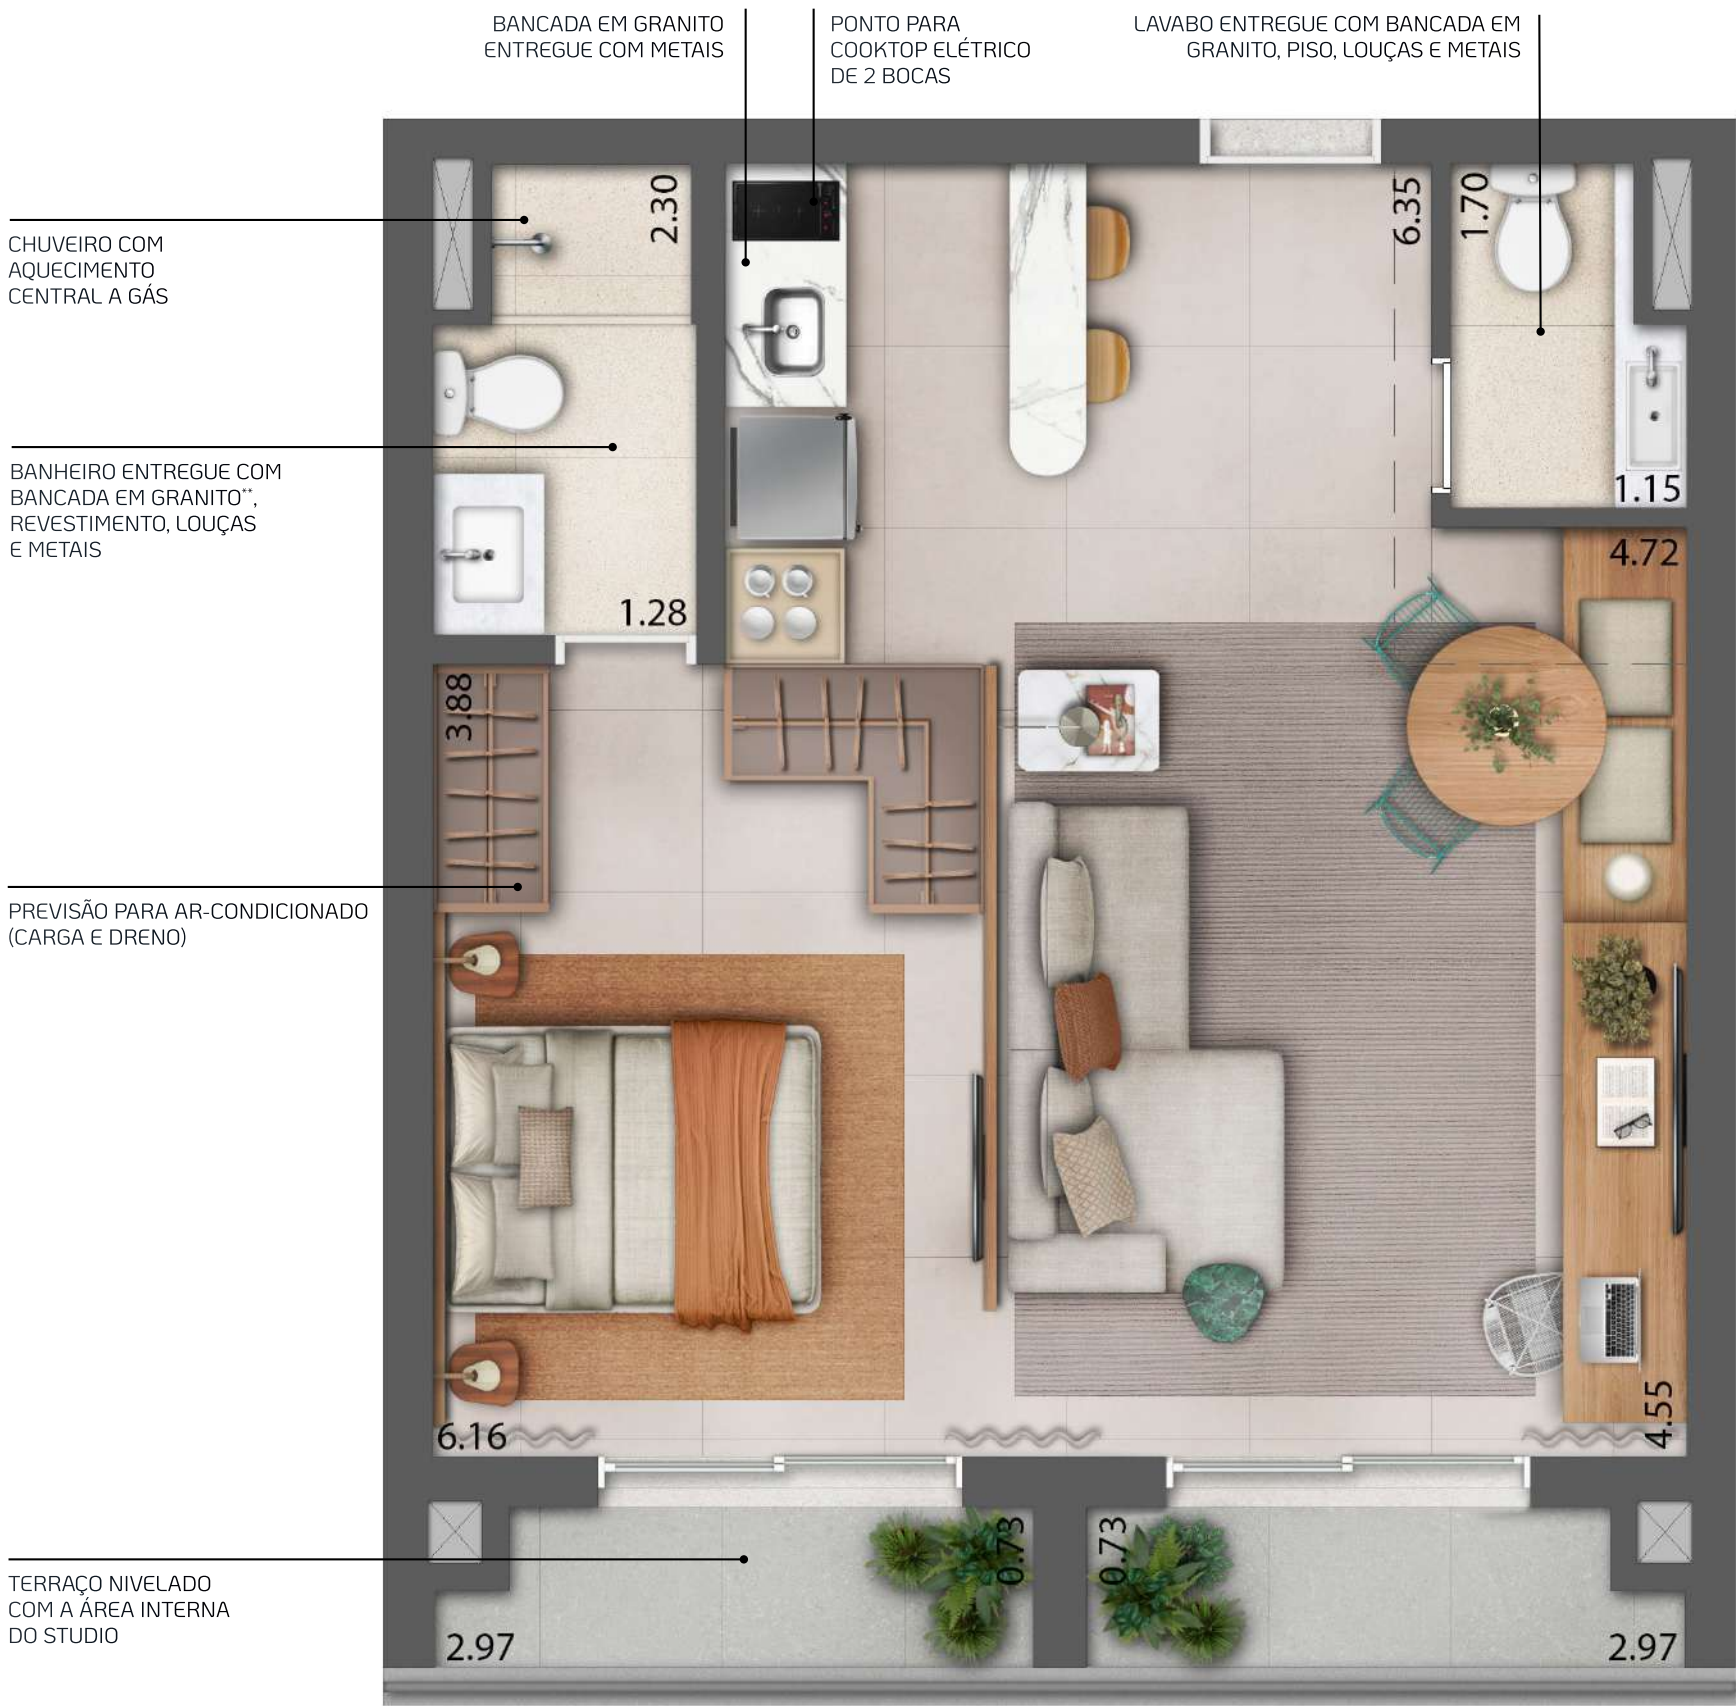 BANCADA EM GRANITO
ENTREGUE COM METAIS
PONTO PARA
COOKTOP ELÉTRICO
DE 2 BOCAS
LAVABO ENTREGUE COM BANCADA EM
GRANITO, PISO, LOUÇAS E METAIS
CHUVEIRO COM
AQUECIMENTO
CENTRAL A GÁS
2.30
6.35
1.70
BANHEIRO ENTREGUE COM
BANCADA EM GRANITO**,
REVESTIMENTO, LOUÇAS
E METAIS
1.15
4.72
1.28
3.88
PREVISÃO PARA AR-CONDICIONADO
(CARGA E DRENO)
6.16
4.55
0.73
0.73
TERRAÇO NIVELADO
COM A ÁREA INTERNA
DO STUDIO
2.97
2.97